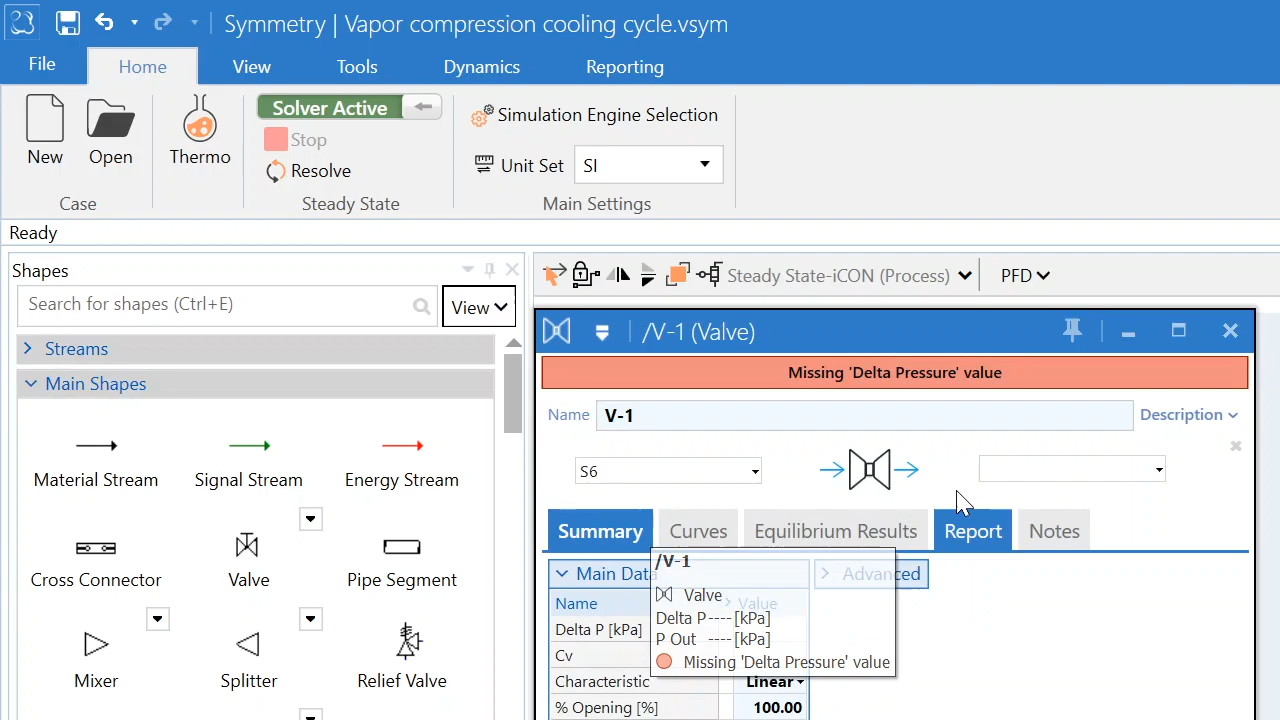 Symmetry | Vapor compression cooling cycle.vsym
File Home View Tools Dynamics Reporting
New Open Thermo
Solver Active
Stop
Resolve
Simulation Engine Selection
Unit Set SI
Case Steady State Main Settings
Ready
Shapes
Search for shapes (Ctrl+E) View
Streams
Main Shapes
Material Stream Signal Stream Energy Stream
Cross Connector Valve Pipe Segment
Mixer Splitter Relief Valve
Steady State-iCON (Process) PFD
/V-1 (Valve)
Missing 'Delta Pressure' value
Name V-1 Description
S6
Summary Curves Equilibrium Results Report Notes
Main Data Advanced
Name Value
Delta P [kPa]
Cv
Characteristic Linear
% Opening [%] 100.00
/V-1
Valve
Delta P ---- [kPa]
P Out ---- [kPa]
Missing 'Delta Pressure' value